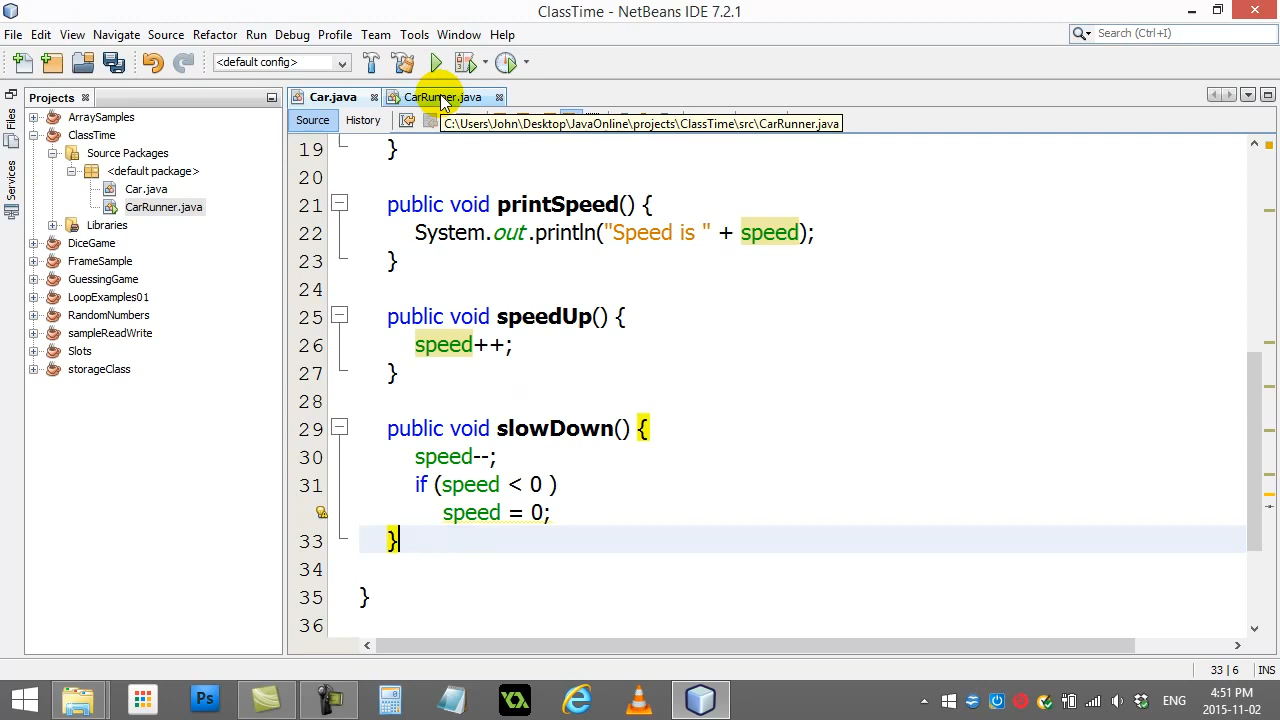 ClassTime - NetBeans IDE 7.2.1
File Edit View Navigate Source Refactor Run Debug Profile Team Tools Window Help
Search (Ctrl+I)
<default config>
Files
Services
Projects
ArraySamples
ClassTime
Source Packages
<default package>
Car.java
CarRunner.java
Libraries
DiceGame
FrameSample
GuessingGame
LoopExamples01
RandomNumbers
sampleReadWrite
Slots
storageClass
Car.java CarRunner.java
Source History
C:\Users\John\Desktop\JavaOnline\projects\ClassTime\src\CarRunner.java
19 }
20
21 public void printSpeed() {
22 System.out.println("Speed is " + speed);
23 }
24
25 public void speedUp() {
26 speed++;
27 }
28
29 public void slowDown() {
30 speed--;
31 if (speed < 0 )
speed = 0;
33 }
34
35 }
36
33 | 6 INS
Ps
ENG
4:51 PM
2015-11-02